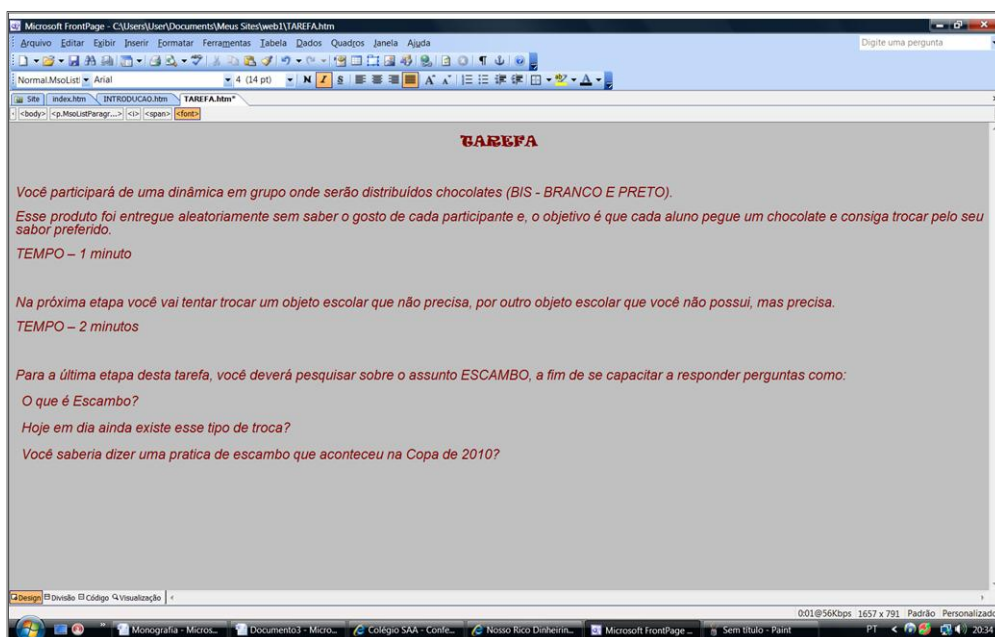 Microsoft FrontPage - C:\Users\User\Documents\Meus Sites\web1\TAREFA.htm
Arquivo Editar Exibir Inserir Formatar Ferramentas Tabela Dados Quadros Janela Ajuda Digite uma pergunta
Normal.MsoList Arial 4 (14 pt) N I S
Site index.htm INTRODUCAO.htm TAREFA.htm*
<body> <p.MsoListParagr...> <i> <span> <font>
TAREFA
Você participará de uma dinâmica em grupo onde serão distribuídos chocolates (BIS - BRANCO E PRETO).
Esse produto foi entregue aleatoriamente sem saber o gosto de cada participante e, o objetivo é que cada aluno pegue um chocolate e consiga trocar pelo seu
sabor preferido.
TEMPO – 1 minuto
Na próxima etapa você vai tentar trocar um objeto escolar que não precisa, por outro objeto escolar que você não possui, mas precisa.
TEMPO – 2 minutos
Para a última etapa desta tarefa, você deverá pesquisar sobre o assunto ESCAMBO, a fim de se capacitar a responder perguntas como:
O que é Escambo?
Hoje em dia ainda existe esse tipo de troca?
Você saberia dizer uma pratica de escambo que aconteceu na Copa de 2010?
Design Divisão Código Visualização
0:01@56Kbps 1657 x 791 Padrão Personalizado
Monografia - Micros... Documento3 - Micro... Colégio SAA - Confe... Nosso Rico Dinheirin... Microsoft FrontPage ... Sem título - Paint PT 20:34